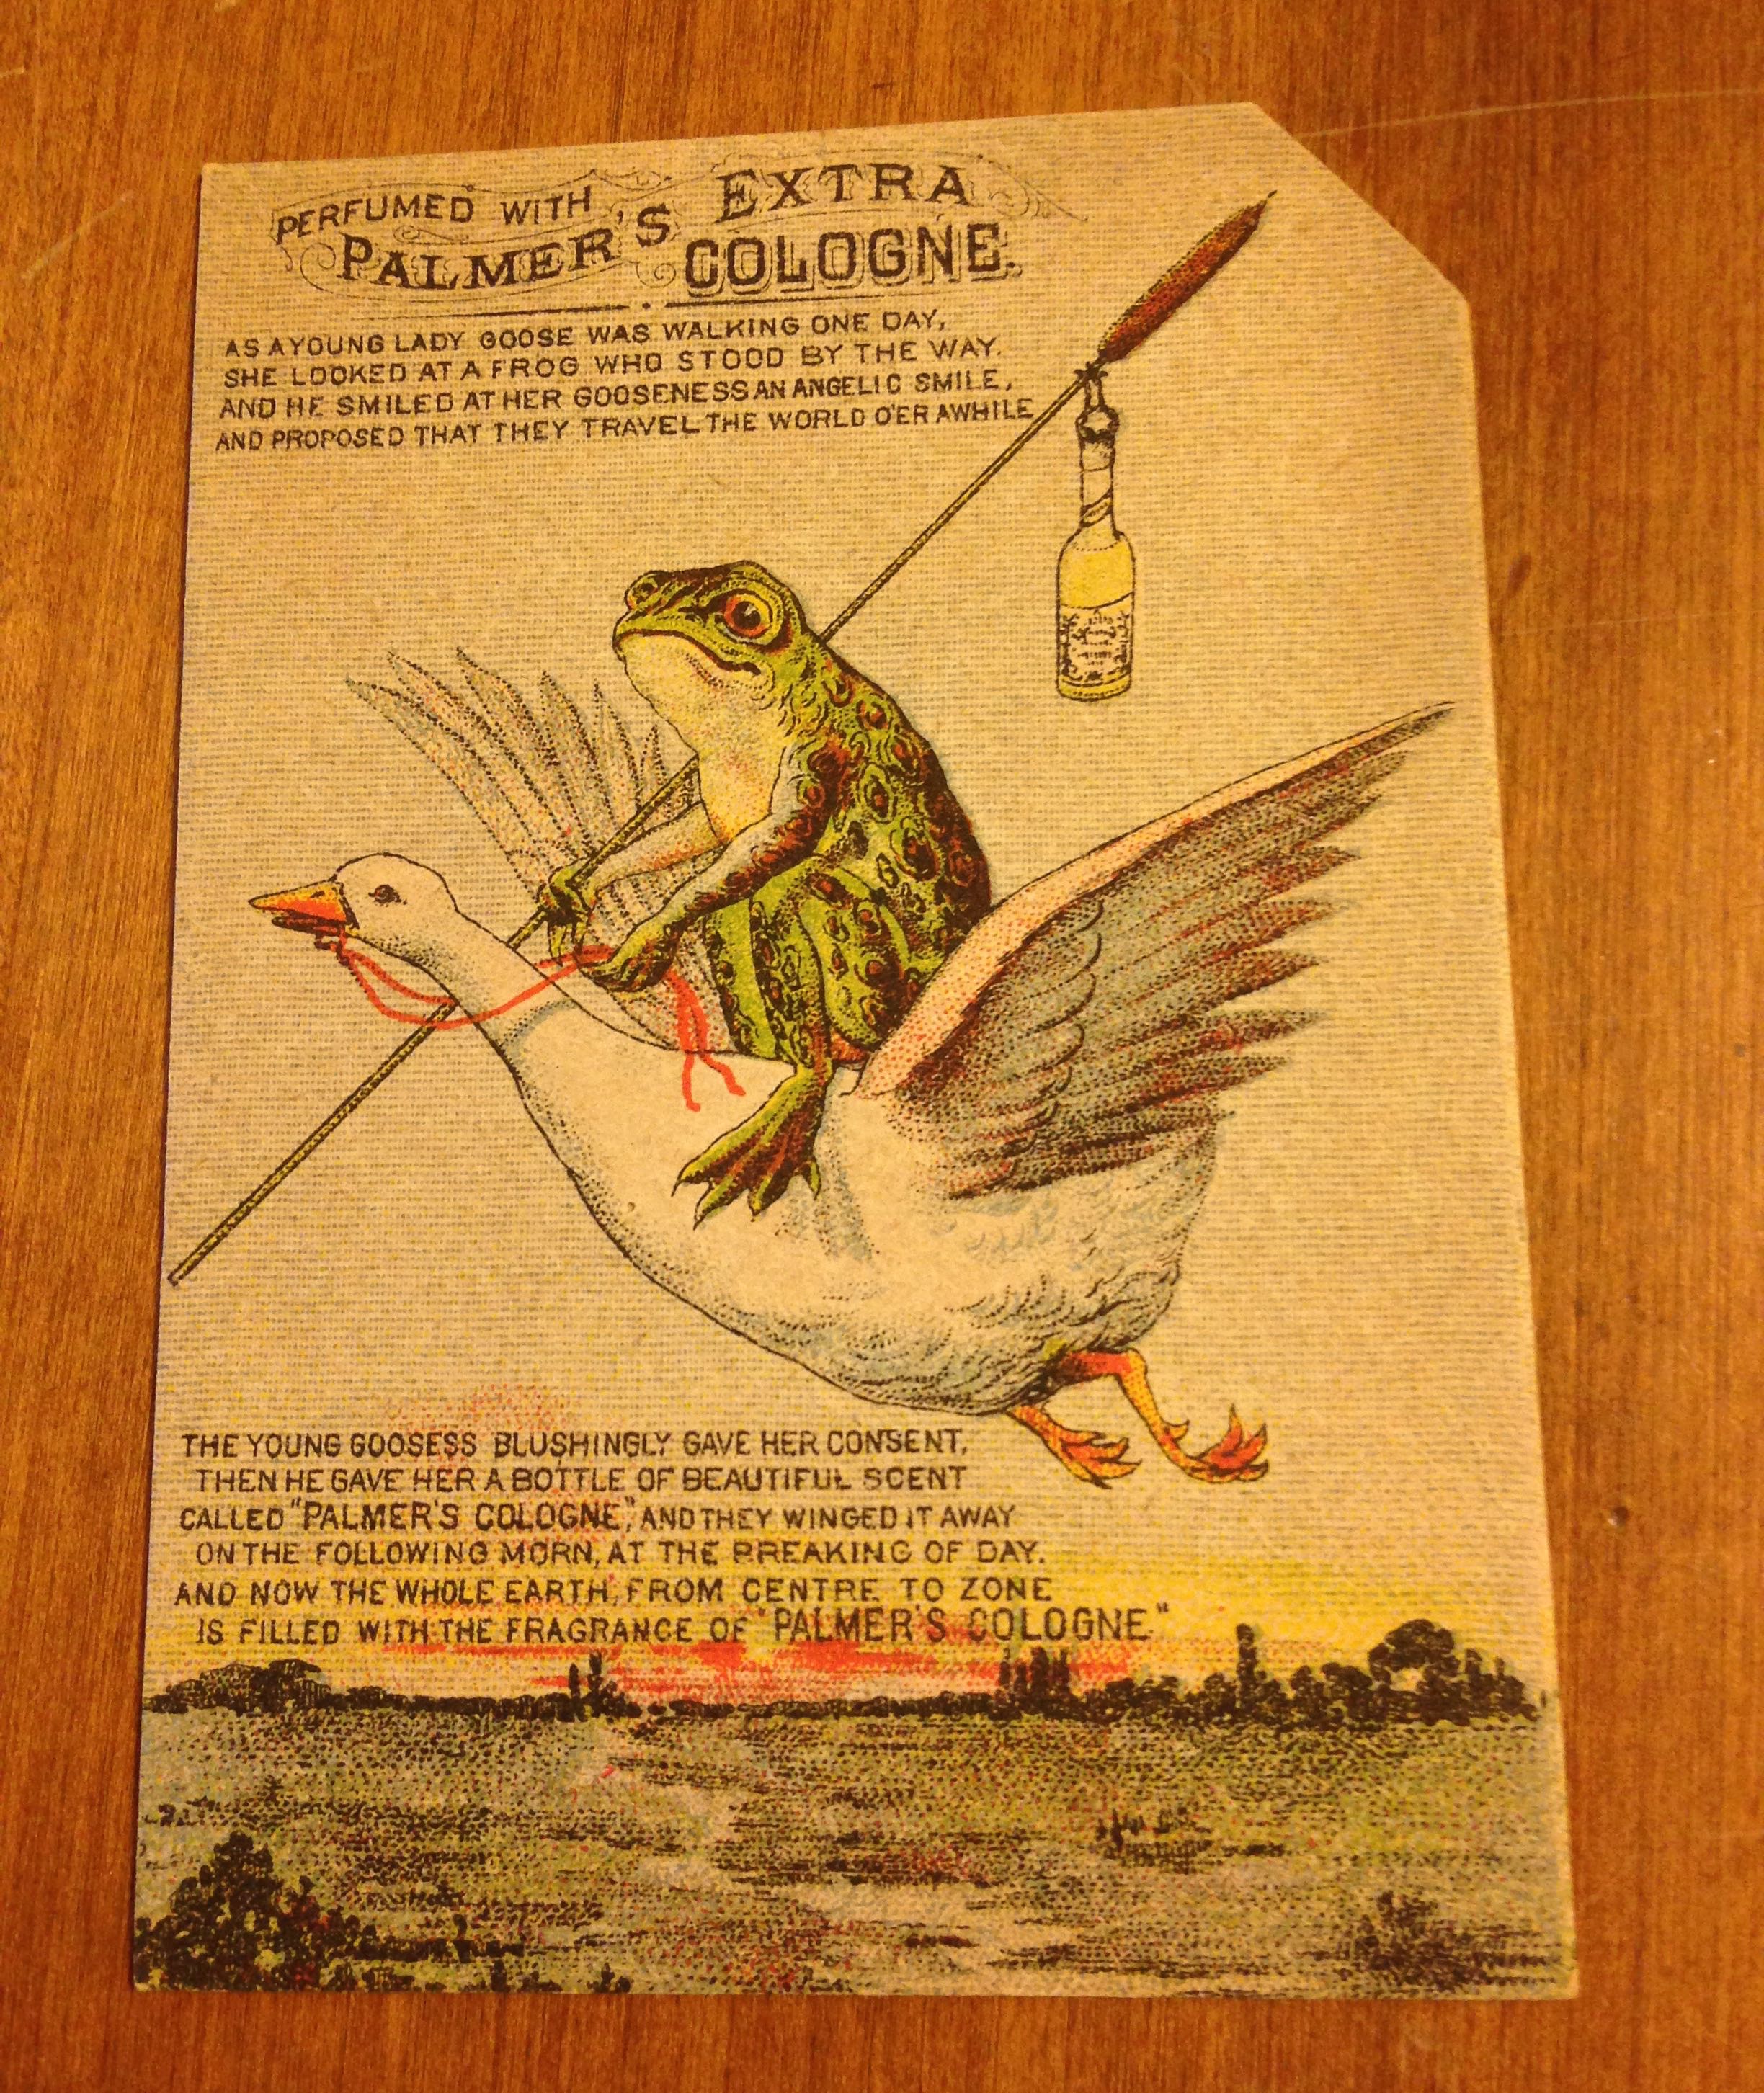 PERFUMED WITH
PALMER'S EXTRA
COLOGNE.
AS A YOUNG LADY GOOSE WAS WALKING ONE DAY,
SHE LOOKED AT A FROG WHO STOOD BY THE WAY.
AND HE SMILED AT HER GOOSENESS AN ANGELIC SMILE,
AND PROPOSED THAT THEY TRAVEL THE WORLD O'ER AWHILE
THE YOUNG GOOSESS BLUSHINGLY GAVE HER CONSENT,
THEN HE GAVE HER A BOTTLE OF BEAUTIFUL SCENT
CALLED "PALMER'S COLOGNE", AND THEY WINGED IT AWAY
ON THE FOLLOWING MORN, AT THE BREAKING OF DAY.
AND NOW THE WHOLE EARTH, FROM CENTRE TO ZONE
IS FILLED WITH THE FRAGRANCE OF "PALMER'S COLOGNE"